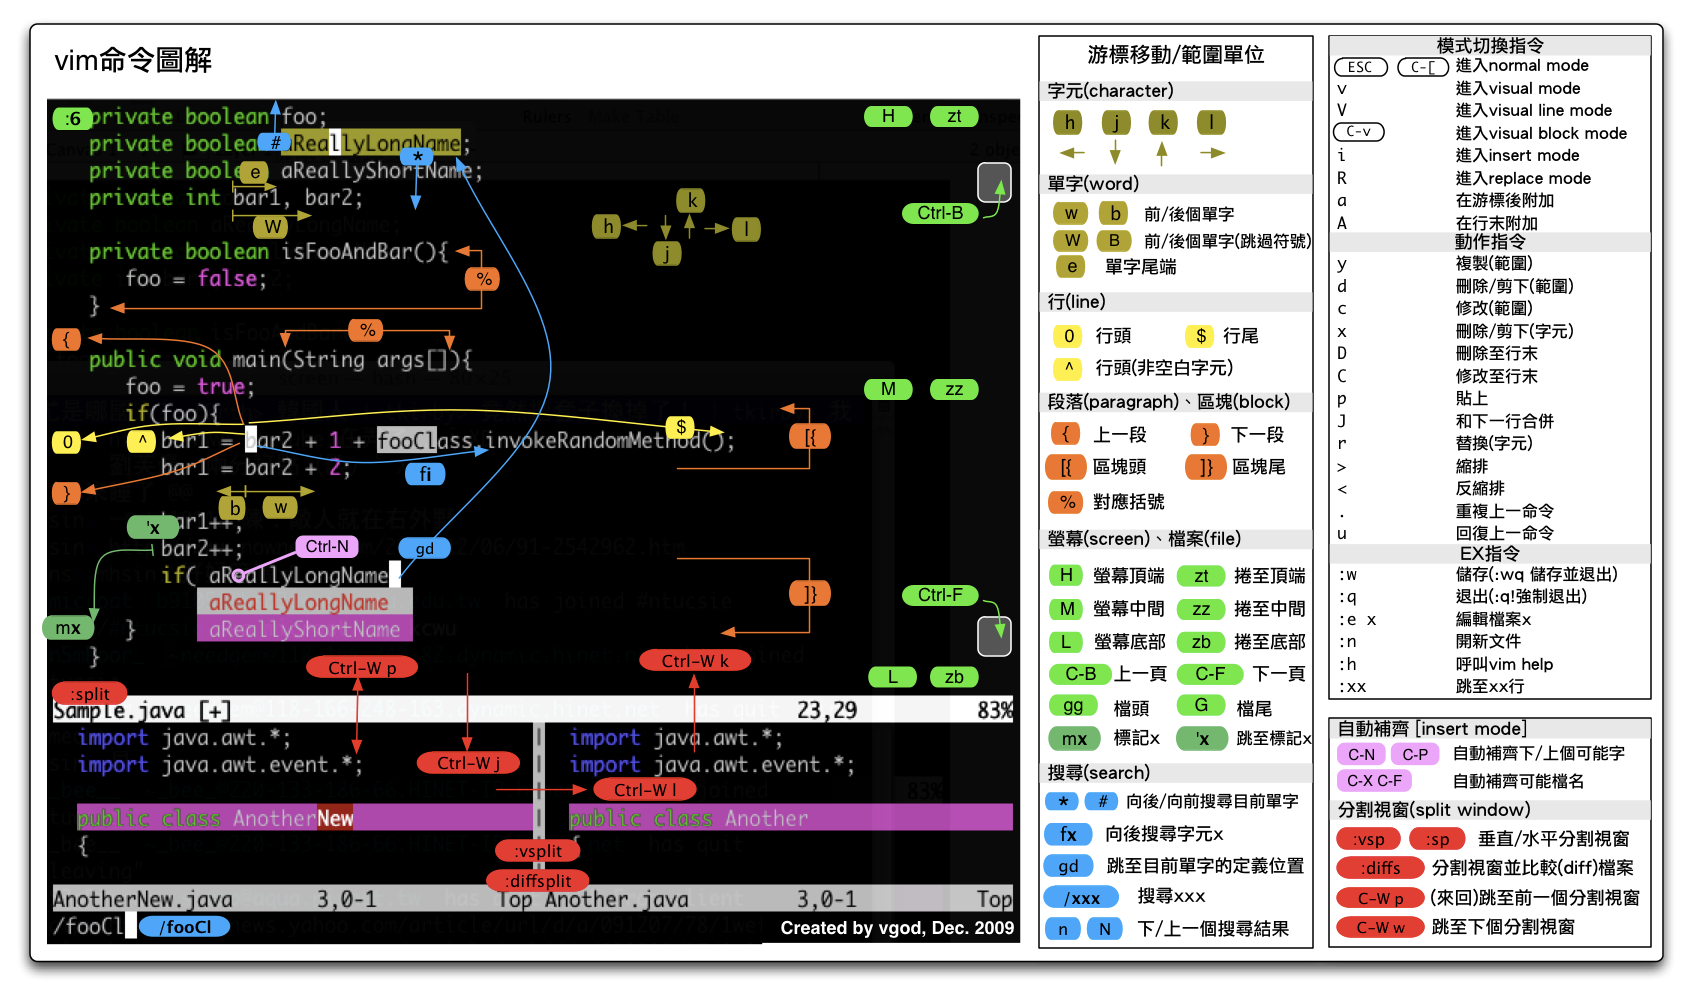 vim命令圖解
:6 private boolean foo; H zt
# private boolea aReallyLongName;
*
private boole e aReallyShortName;
private int bar1, bar2;
W
k
h l
j
Ctrl-B
private boolean isFooAndBar(){
foo = false; %
}
{ %
public void main(String args[]){
foo = true; M zz
if(foo){
0 ^ bar1 = bar2 + 1 + fooClass.invokeRandomMethod(); $ [{
bar1 = bar2 + 2; fi
} b w
'x bar1++;
bar2++; Ctrl-N gd
if( aReallyLongName
aReallyLongName ]} Ctrl-F
mx } aReallyShortName
}
Ctrl-W p Ctrl-W k L zb
:split
Sample.java [+] 23,29 83%
import java.awt.*; import java.awt.*;
import java.awt.event.*; Ctrl-W j import java.awt.event.*;
Ctrl-W l
public class AnotherNew public class Another
{ :vsplit {
:diffsplit
AnotherNew.java 3,0-1 Top Another.java 3,0-1 Top
/fooCl /fooCl Created by vgod, Dec. 2009
游標移動/範圍單位
字元(character)
h j k l
← ↓ ↑ →
單字(word)
w b 前/後個單字
W B 前/後個單字(跳過符號)
e 單字尾端
行(line)
0 行頭 $ 行尾
^ 行頭(非空白字元)
段落(paragraph)、區塊(block)
{ 上一段 } 下一段
[{ 區塊頭 ]} 區塊尾
% 對應括號
螢幕(screen)、檔案(file)
H 螢幕頂端 zt 捲至頂端
M 螢幕中間 zz 捲至中間
L 螢幕底部 zb 捲至底部
C-B 上一頁 C-F 下一頁
gg 檔頭 G 檔尾
mx 標記x 'x 跳至標記x
搜尋(search)
* # 向後/向前搜尋目前單字
fx 向後搜尋字元x
gd 跳至目前單字的定義位置
/xxx 搜尋xxx
n N 下/上一個搜尋結果
模式切換指令
ESC C-[ 進入normal mode
v 進入visual mode
V 進入visual line mode
C-v 進入visual block mode
i 進入insert mode
R 進入replace mode
a 在游標後附加
A 在行末附加
動作指令
y 複製(範圍)
d 刪除/剪下(範圍)
c 修改(範圍)
x 刪除/剪下(字元)
D 刪除至行末
C 修改至行末
p 貼上
J 和下一行合併
r 替換(字元)
> 縮排
< 反縮排
. 重複上一命令
u 回復上一命令
EX指令
:w 儲存(:wq 儲存並退出)
:q 退出(:q!強制退出)
:e x 編輯檔案x
:n 開新文件
:h 呼叫vim help
:xx 跳至xx行
自動補齊 [insert mode]
C-N C-P 自動補齊下/上個可能字
C-X C-F 自動補齊可能檔名
分割視窗(split window)
:vsp :sp 垂直/水平分割視窗
:diffs 分割視窗並比較(diff)檔案
C-W p (來回)跳至前一個分割視窗
C-W w 跳至下個分割視窗